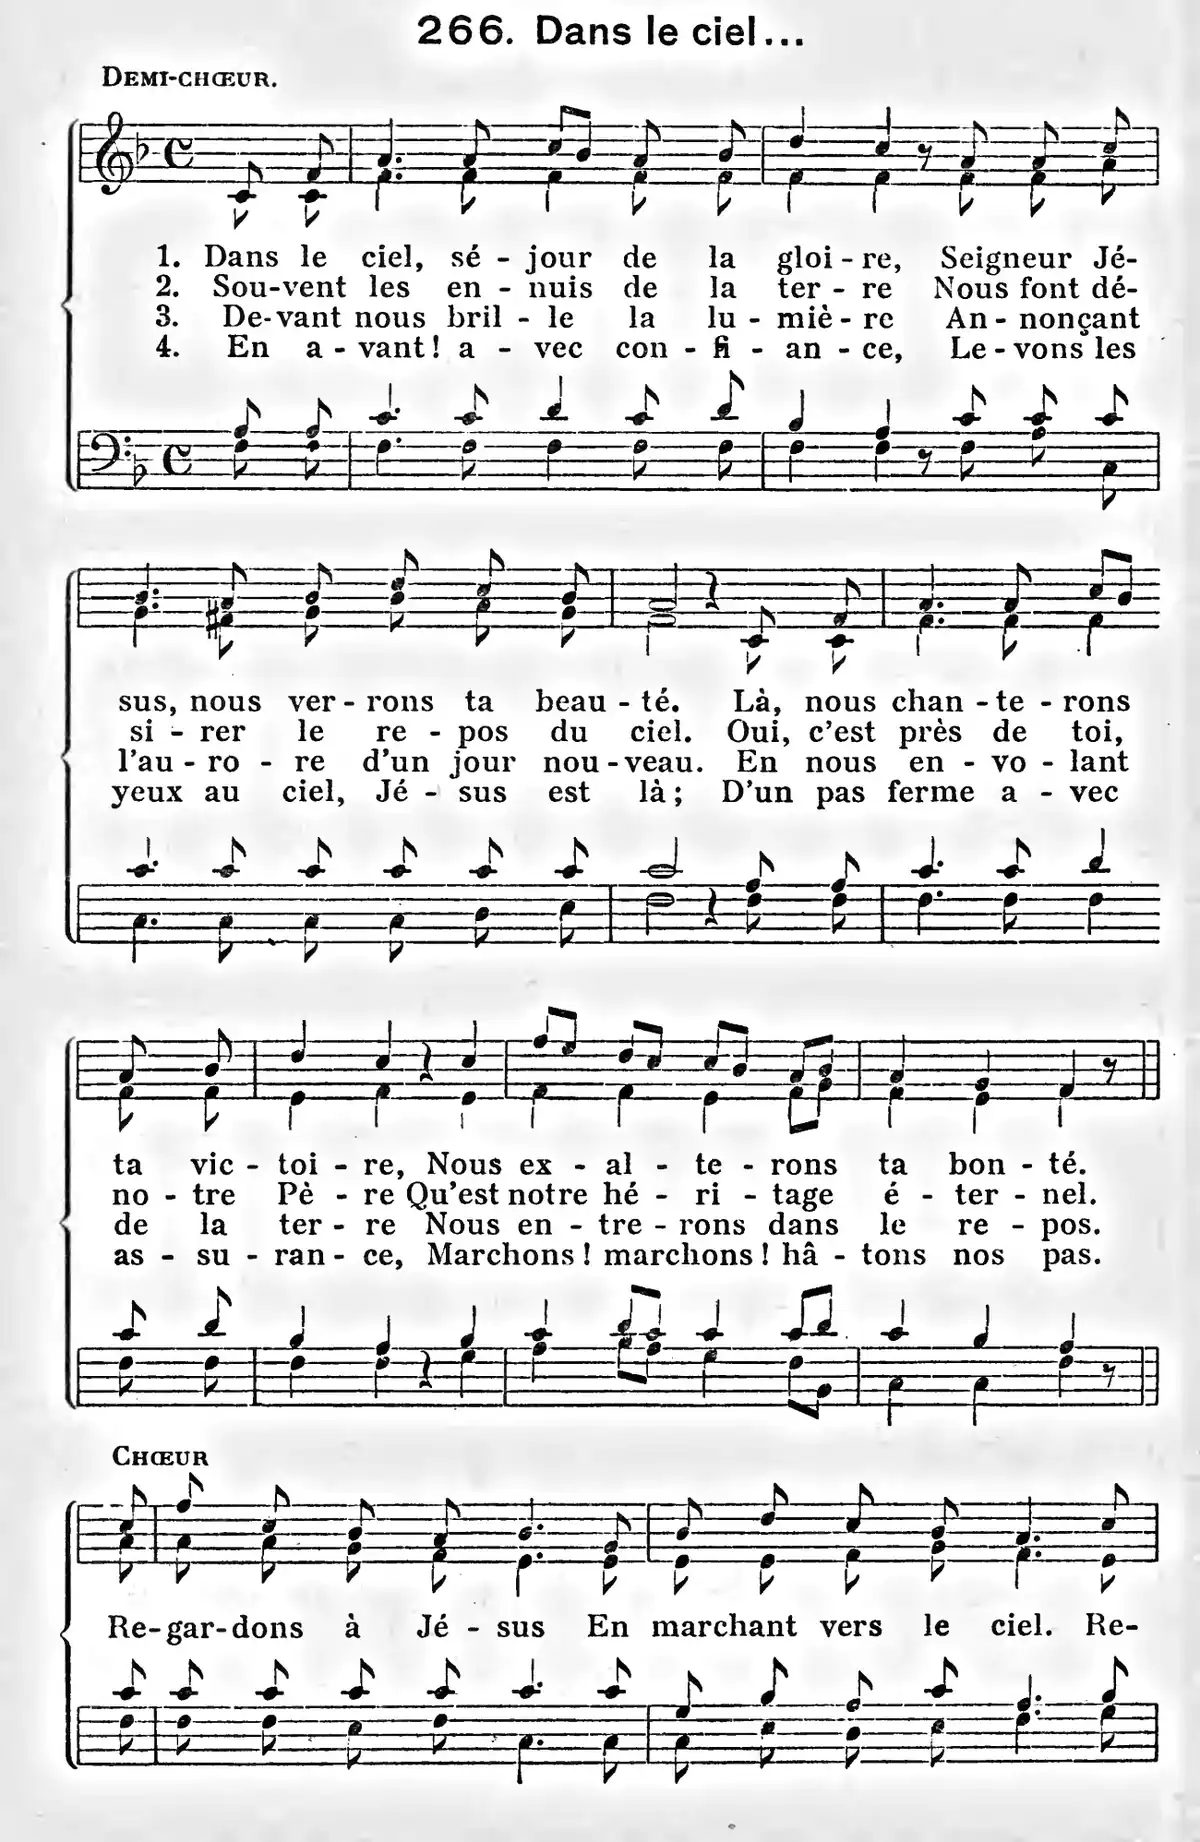 266. Dans le ciel...
DEMI-CHŒUR.
1. Dans le ciel, sé - jour de la gloi - re, Seigneur Jé-
2. Sou-vent les en - nuis de la ter - re Nous font dé-
3. De-vant nous bril - le la lu - miè - re An - nonçant
4. En a - vant! a - vec con - fi - an - ce, Le - vons les
sus, nous ver - rons ta beau - té. Là, nous chan - te - rons
si - rer le re - pos du ciel. Oui, c'est près de toi,
l'au - ro - re d'un jour nou - veau. En nous en - vo - lant
yeux au ciel, Jé - sus est là; D'un pas ferme a - vec
ta vic - toi - re, Nous ex - al - te - rons ta bon - té.
no - tre Pè - re Qu'est notre hé - ri - tage é - ter - nel.
de la ter - re Nous en - tre - rons dans le re - pos.
as - su - ran - ce, Marchons! marchons! hâ - tons nos pas.
CHŒUR
Re-gar-dons à Jé - sus En marchant vers le ciel. Re-